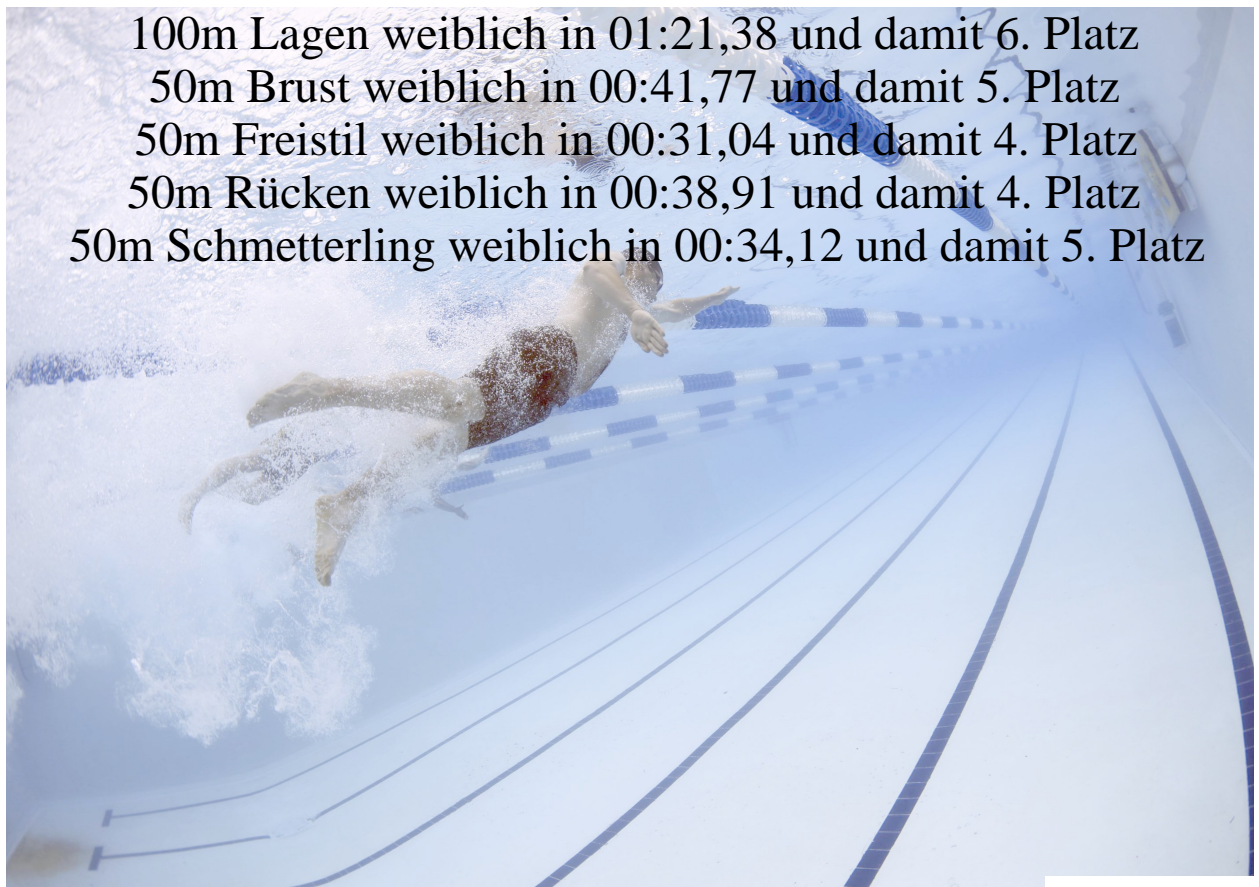 100m Lagen weiblich in 01:21,38 und damit 6. Platz
50m Brust weiblich in 00:41,77 und damit 5. Platz
50m Freistil weiblich in 00:31,04 und damit 4. Platz
50m Rücken weiblich in 00:38,91 und damit 4. Platz
50m Schmetterling weiblich in 00:34,12 und damit 5. Platz